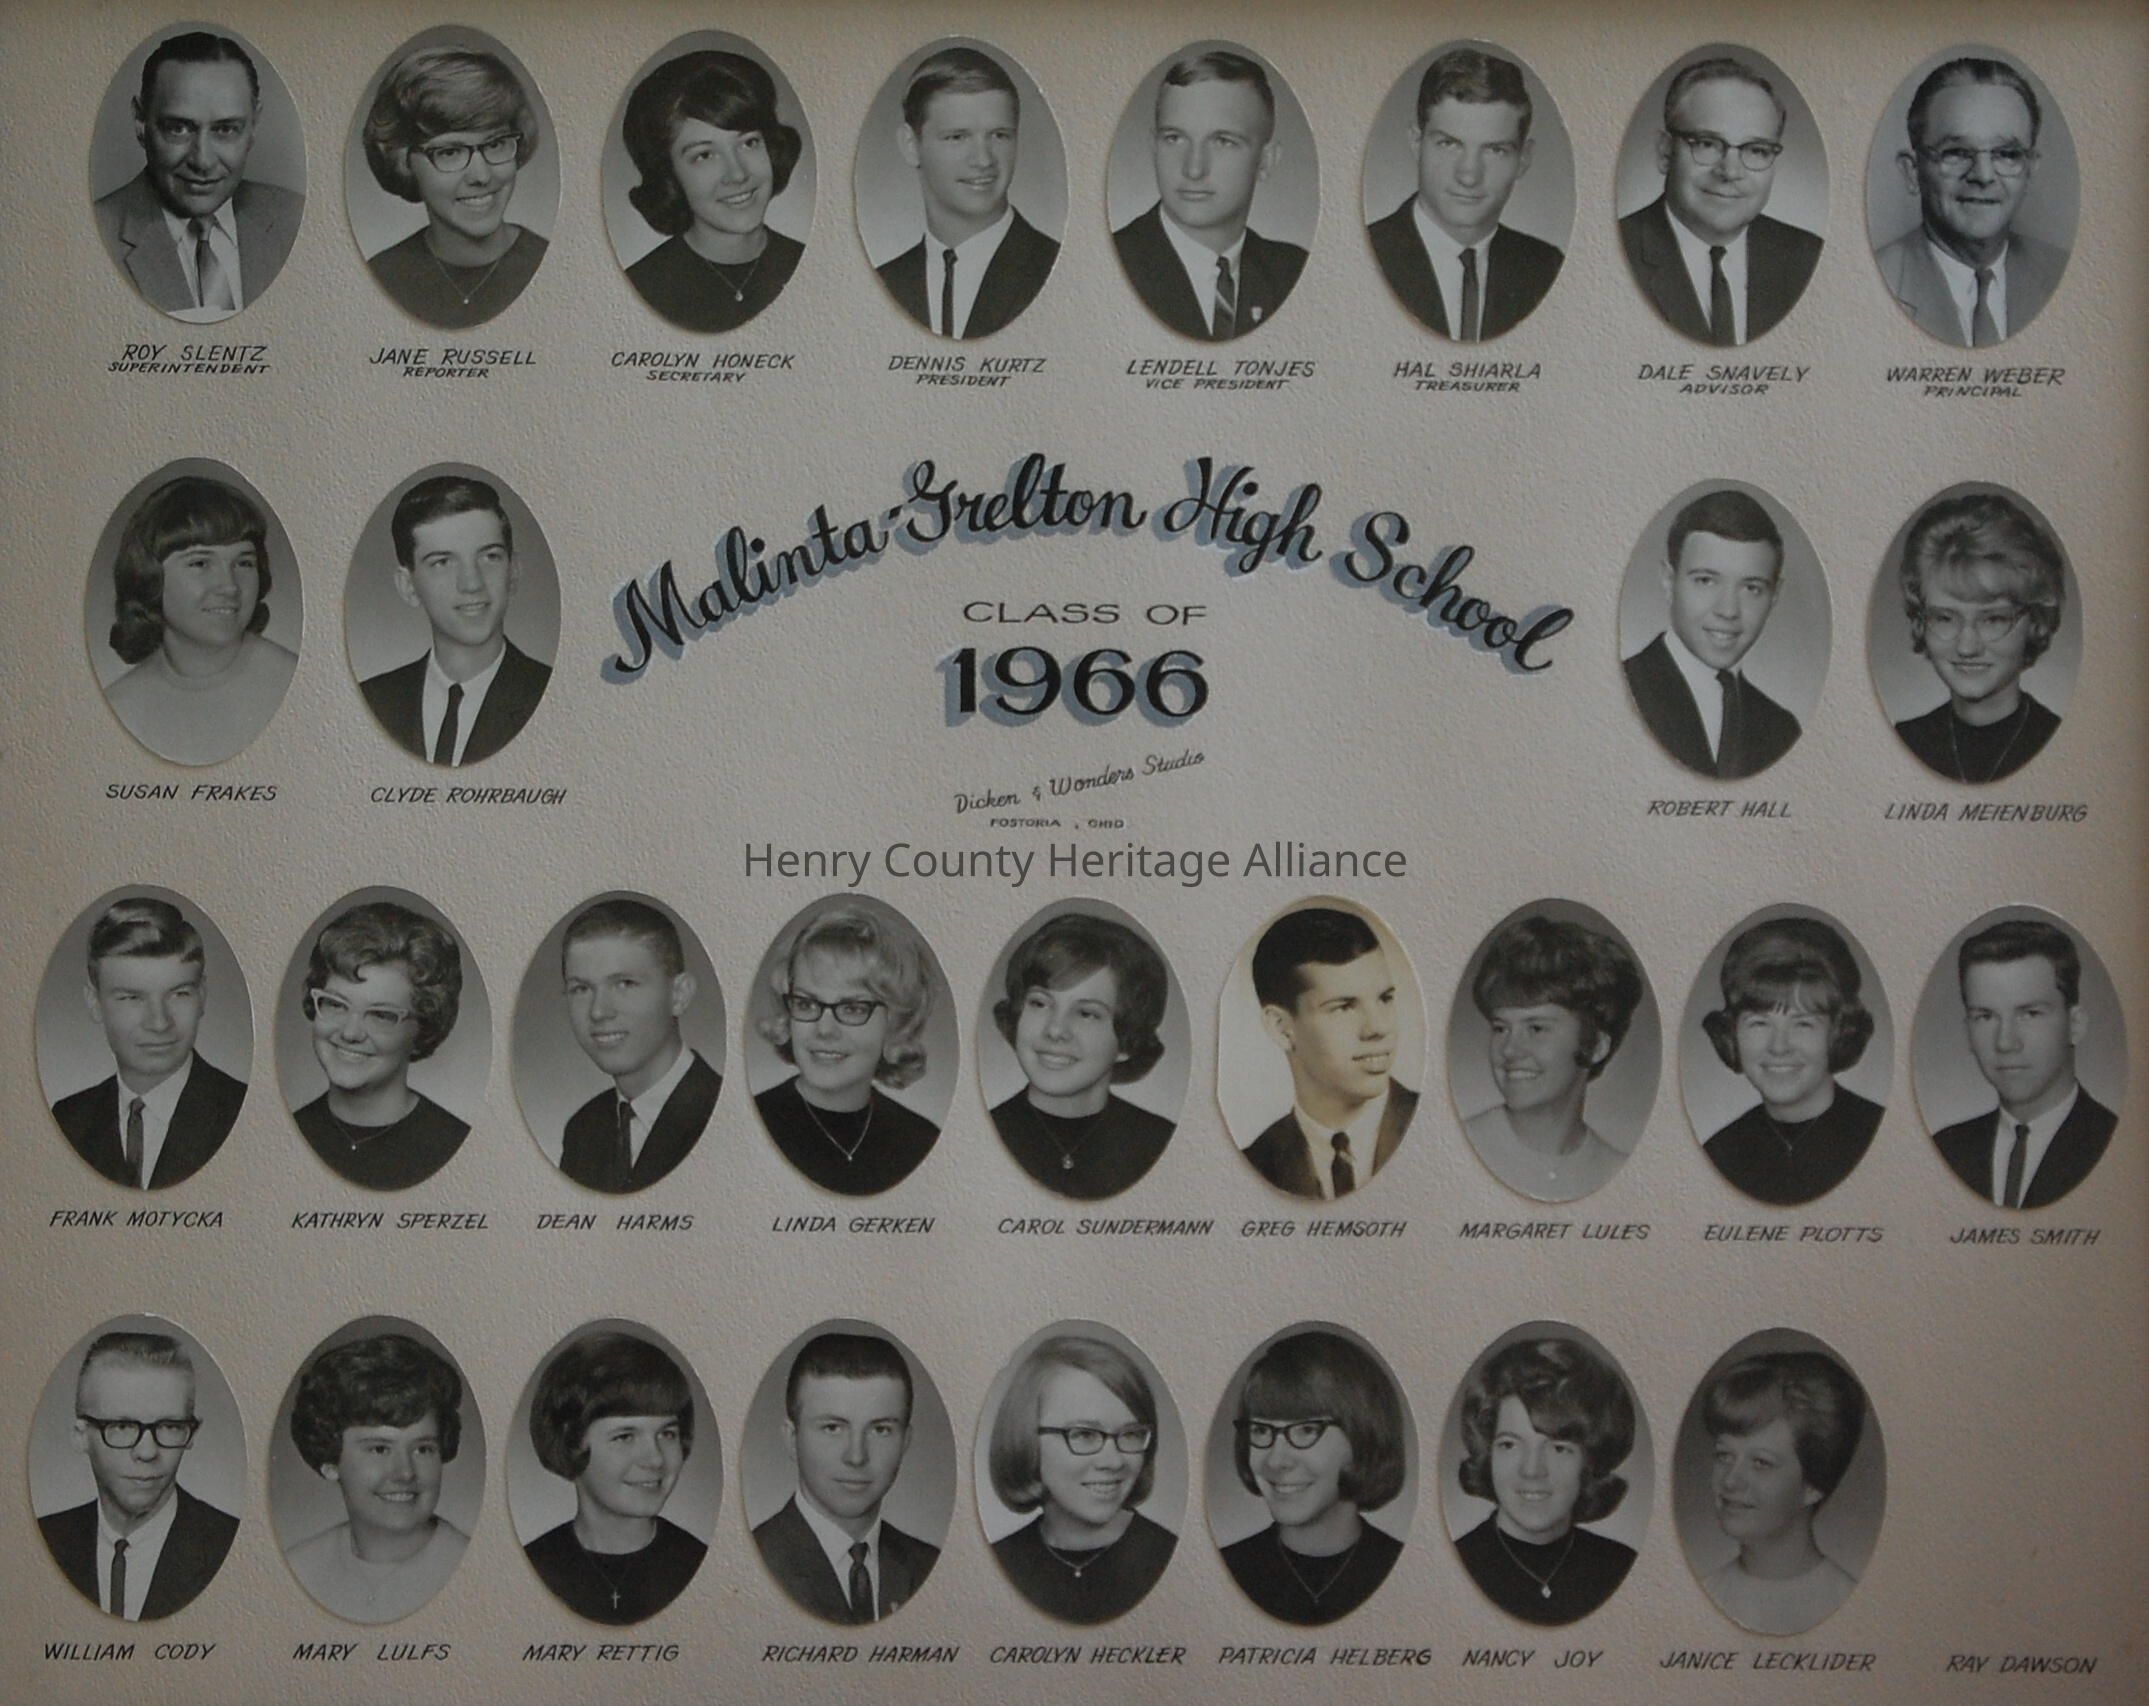 ROY SLENTZ
SUPERINTENDENT
JANE RUSSELL
REPORTER
CAROLYN HONECK
SECRETARY
DENNIS KURTZ
PRESIDENT
LENDELL TONJES
VICE PRESIDENT
HAL SHIARLA
TREASURER
DALE SNAVELY
ADVISOR
WARREN WEBER
PRINCIPAL
Malinta-Grelton High School
CLASS OF
1966
Dicken & Wonders Studio
FOSTORIA , OHIO
SUSAN FRAKES
CLYDE ROHRBAUGH
ROBERT HALL
LINDA MEIENBURG
Henry County Heritage Alliance
FRANK MOTYCKA
KATHRYN SPERZEL
DEAN HARMS
LINDA GERKEN
CAROL SUNDERMANN
GREG HEMSOTH
MARGARET LULFS
EULENE PLOTTS
JAMES SMITH
WILLIAM CODY
MARY LULFS
MARY RETTIG
RICHARD HARMAN
CAROLYN HECKLER
PATRICIA HELBERG
NANCY JOY
JANICE LECKLIDER
RAY DAWSON